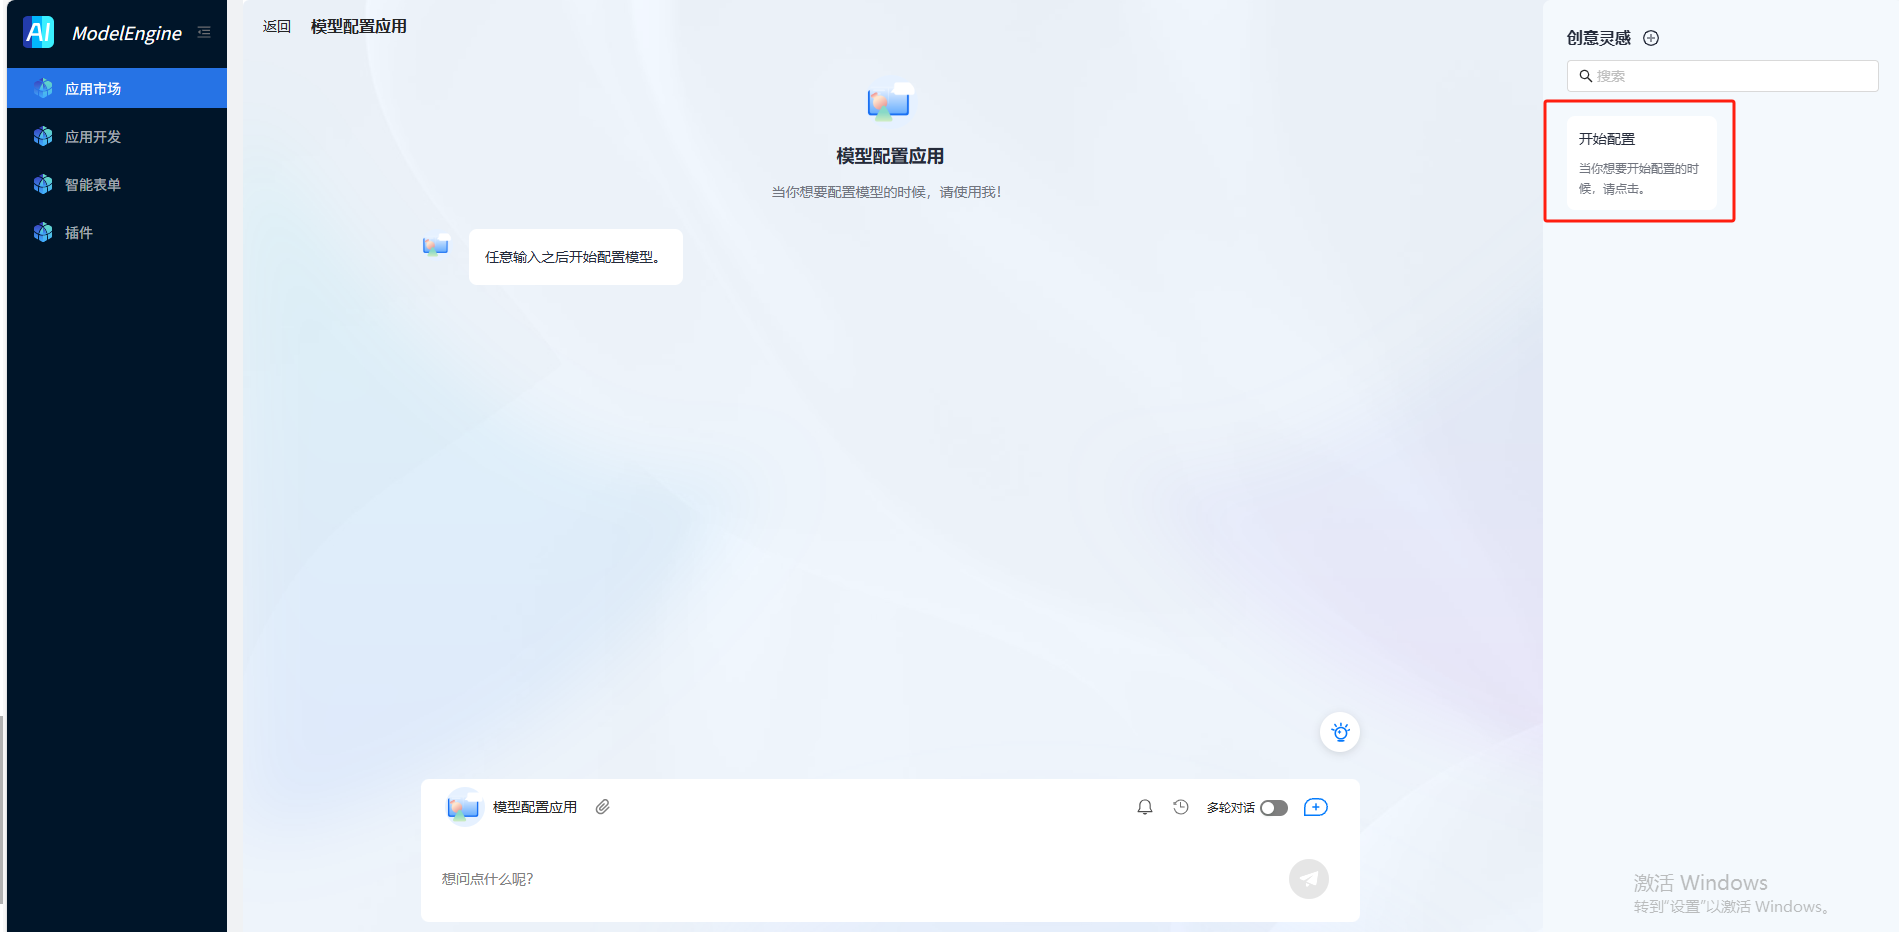 AI ModelEngine
应用市场
应用开发
智能表单
插件
返回 模型配置应用
模型配置应用
当你想要配置模型的时候，请使用我！
任意输入之后开始配置模型。
模型配置应用
多轮对话
想问点什么呢？
创意灵感
搜索
开始配置
当你想要开始配置的时
候，请点击。
激活 Windows
转到"设置"以激活 Windows。